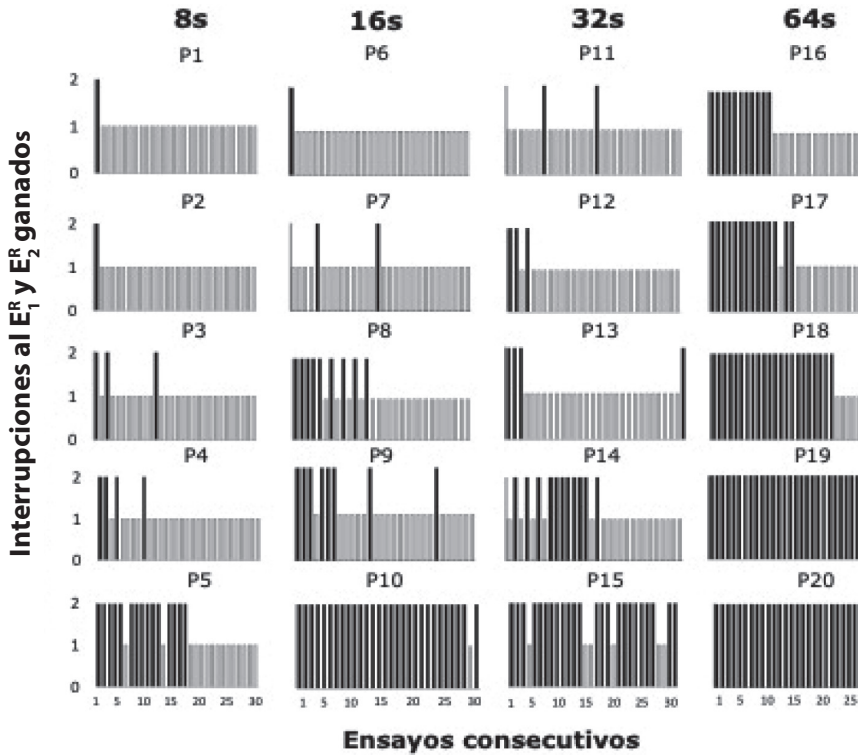 8s 16s 32s 64s
P1 P6 P11 P16
2
1
0
P2 P7 P12 P17
2
1
0
P3 P8 P13 P18
2
1
0
P4 P9 P14 P19
2
1
0
P5 P10 P15 P20
2
1
0
1 5 10 15 20 25 30 1 5 10 15 20 25 30 1 5 10 15 20 25 30 1 5 10 15 20 25
Ensayos consecutivos
Interrupciones al E₁ᴿ y E₂ᴿ ganados